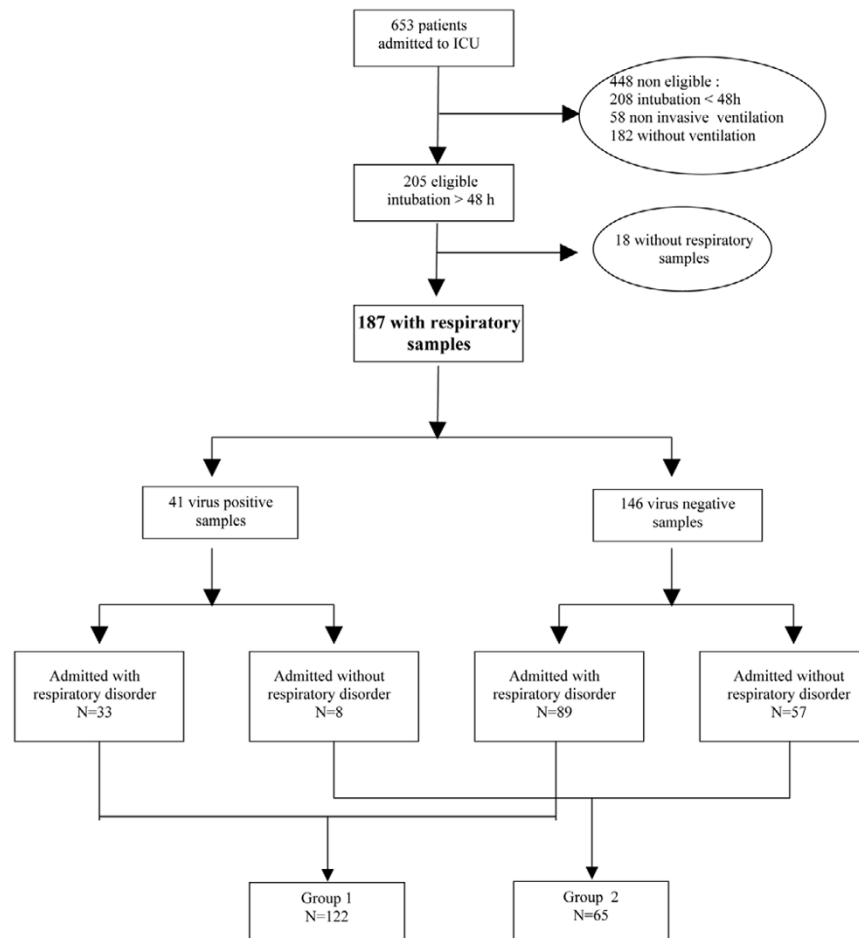 653 patients
admitted to ICU
448 non eligible :
208 intubation < 48h
58 non invasive ventilation
182 without ventilation
205 eligible
intubation > 48 h
18 without respiratory
samples
187 with respiratory
samples
41 virus positive
samples
146 virus negative
samples
Admitted with
respiratory disorder
N=33
Admitted without
respiratory disorder
N=8
Admitted with
respiratory disorder
N=89
Admitted without
respiratory disorder
N=57
Group 1
N=122
Group 2
N=65